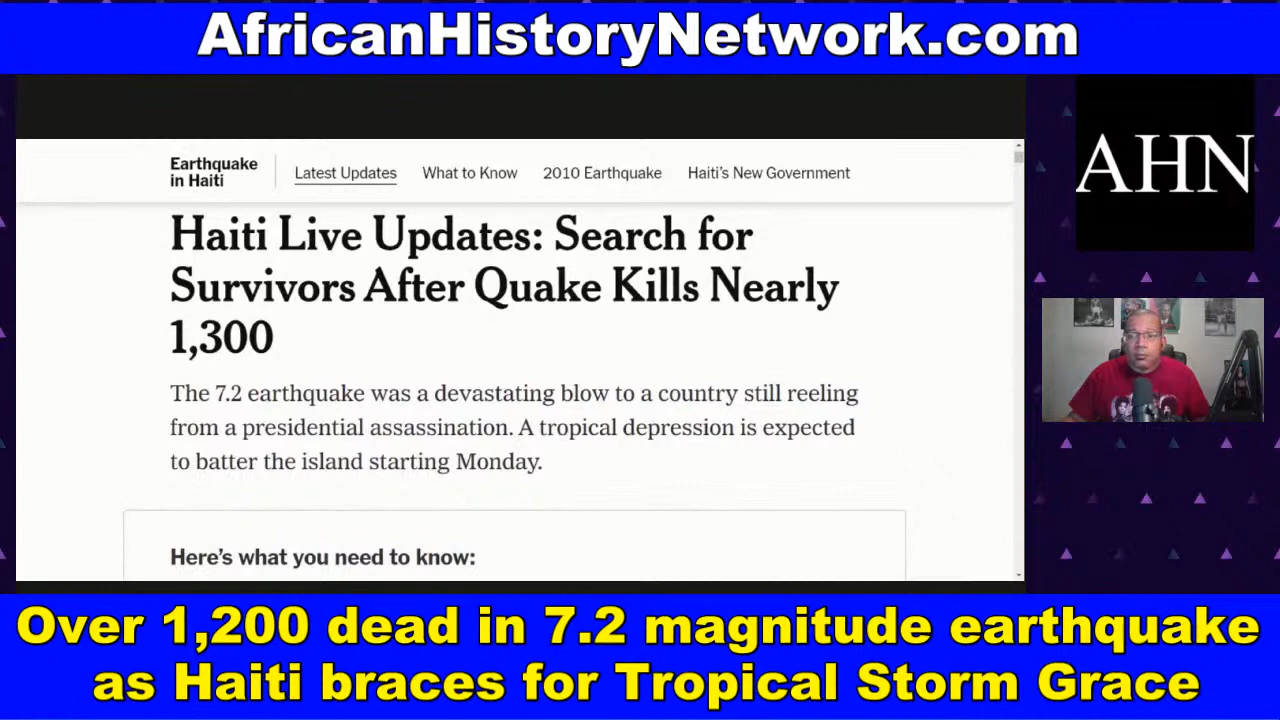 AfricanHistoryNetwork.com
AHN
Earthquake
in Haiti
Latest Updates
What to Know
2010 Earthquake
Haiti’s New Government
Haiti Live Updates: Search for
Survivors After Quake Kills Nearly
1,300
The 7.2 earthquake was a devastating blow to a country still reeling
from a presidential assassination. A tropical depression is expected
to batter the island starting Monday.
Here’s what you need to know:
Over 1,200 dead in 7.2 magnitude earthquake
as Haiti braces for Tropical Storm Grace